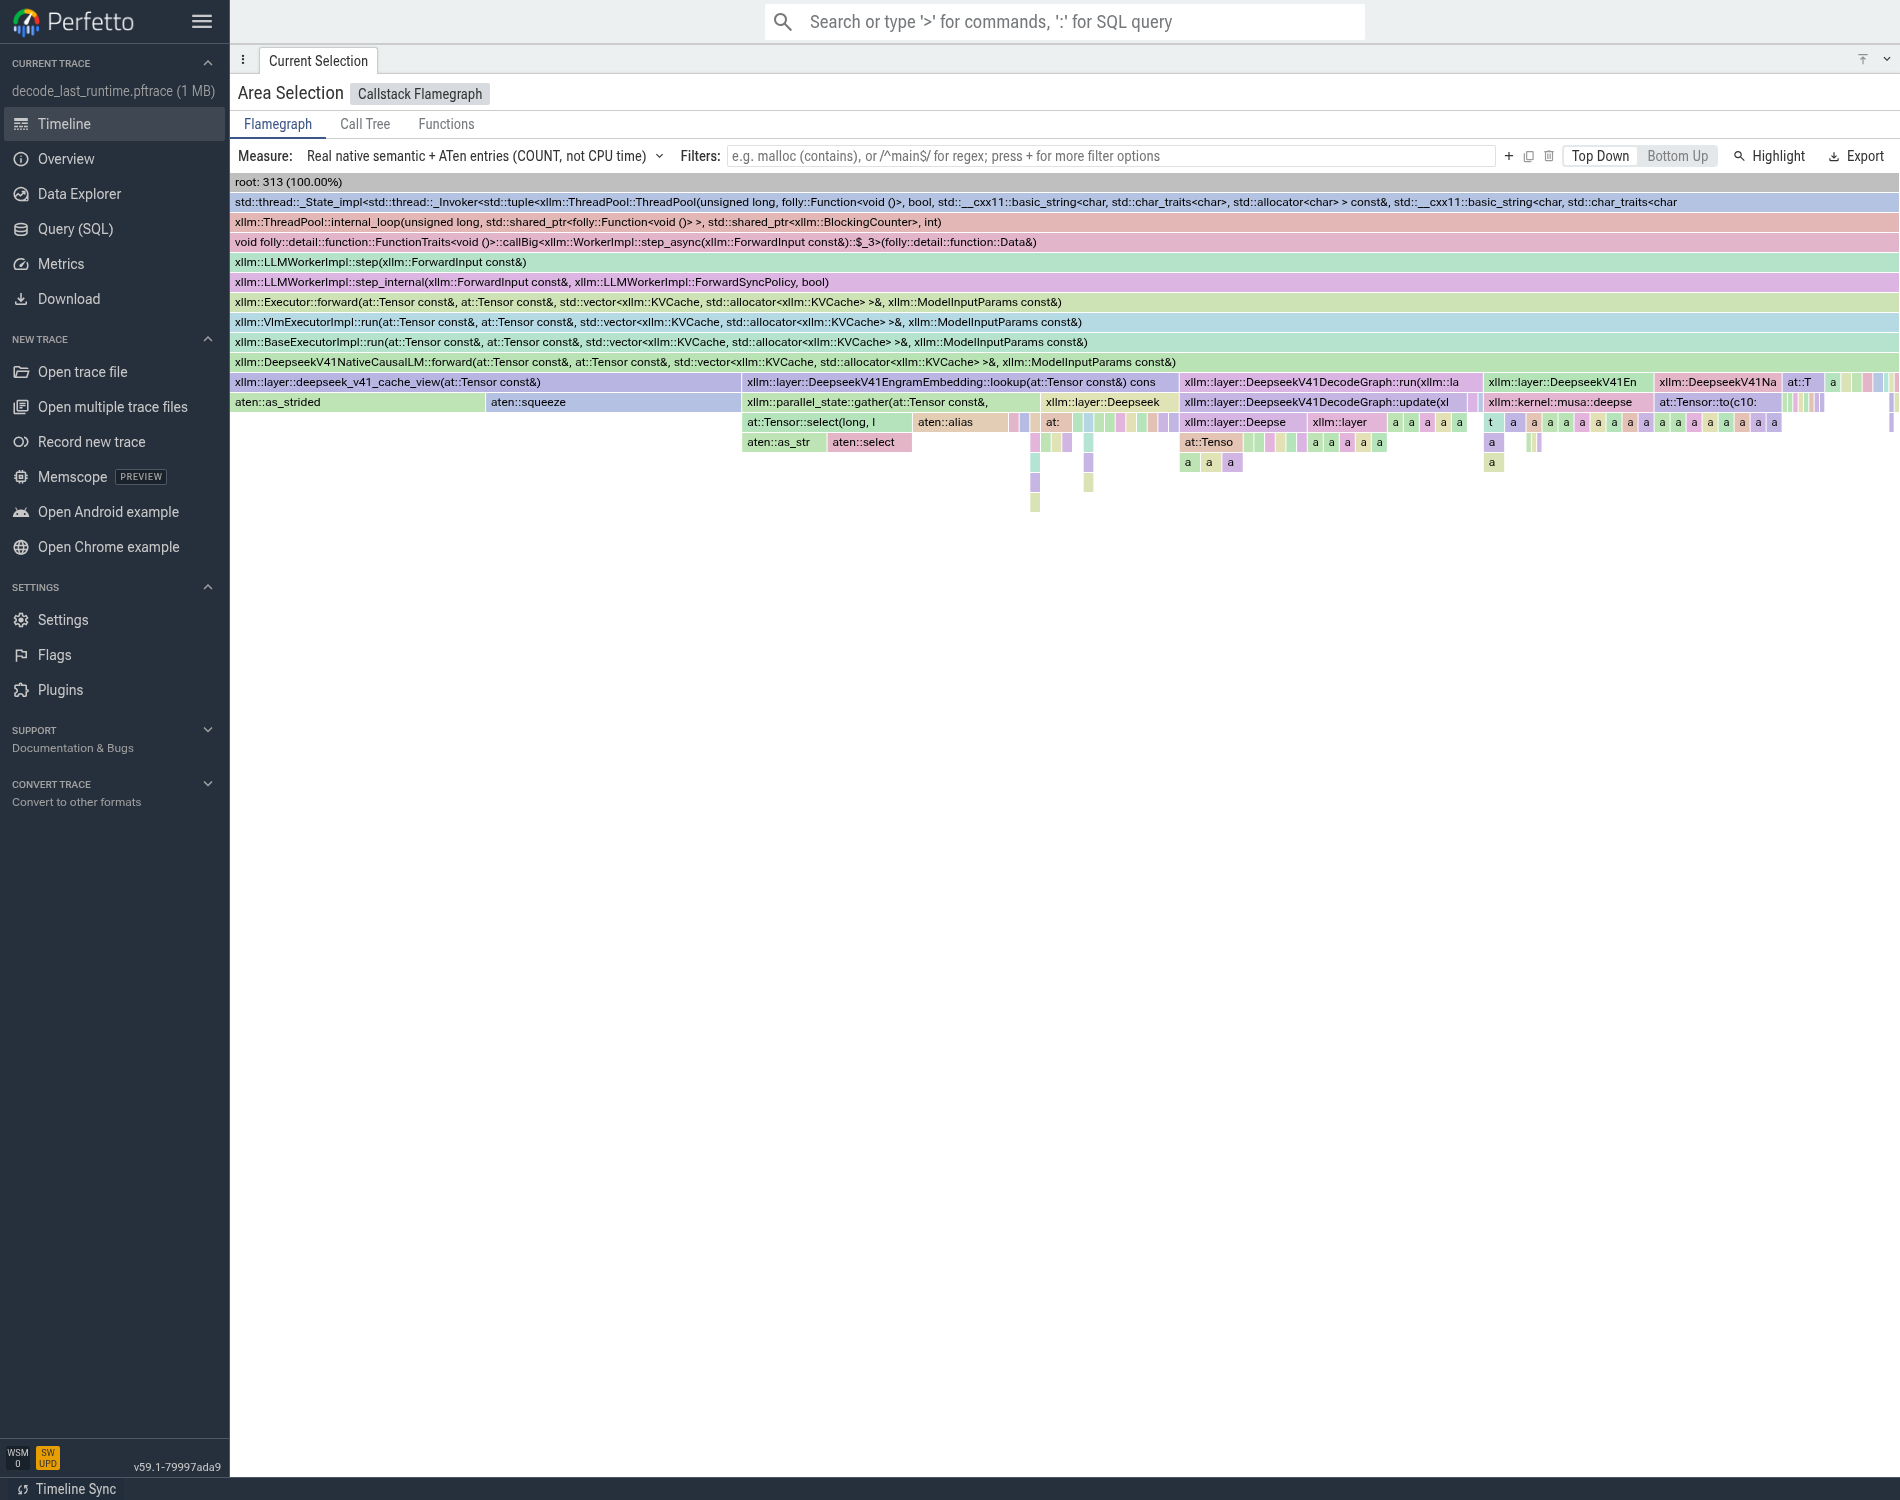 Perfetto
Search or type '>' for commands, ':' for SQL query
CURRENT TRACE
decode_last_runtime.pftrace (1 MB)
Timeline
Overview
Data Explorer
Query (SQL)
Metrics
Download
NEW TRACE
Open trace file
Open multiple trace files
Record new trace
Memscope PREVIEW
Open Android example
Open Chrome example
SETTINGS
Settings
Flags
Plugins
SUPPORT
Documentation & Bugs
CONVERT TRACE
Convert to other formats
WSM 0
SW UPD
v59.1-79997ada9
Timeline Sync
Current Selection
Area Selection Callstack Flamegraph
Flamegraph Call Tree Functions
Measure: Real native semantic + ATen entries (COUNT, not CPU time) Filters: e.g. malloc (contains), or /^main$/ for regex; press + for more filter options + Top Down Bottom Up Highlight Export
root: 313 (100.00%)
std::thread::_State_impl<std::thread::_Invoker<std::tuple<xllm::ThreadPool::ThreadPool(unsigned long, folly::Function<void ()>, bool, std::__cxx11::basic_string<char, std::char_traits<char>, std::allocator<char> > const&, std::__cxx11::basic_string<char, std::char_traits<char
xllm::ThreadPool::internal_loop(unsigned long, std::shared_ptr<folly::Function<void ()> >, std::shared_ptr<xllm::BlockingCounter>, int)
void folly::detail::function::FunctionTraits<void ()>::callBig<xllm::WorkerImpl::step_async(xllm::ForwardInput const&)::$_3>(folly::detail::function::Data&)
xllm::LLMWorkerImpl::step(xllm::ForwardInput const&)
xllm::LLMWorkerImpl::step_internal(xllm::ForwardInput const&, xllm::LLMWorkerImpl::ForwardSyncPolicy, bool)
xllm::Executor::forward(at::Tensor const&, at::Tensor const&, std::vector<xllm::KVCache, std::allocator<xllm::KVCache> >&, xllm::ModelInputParams const&)
xllm::VlmExecutorImpl::run(at::Tensor const&, at::Tensor const&, std::vector<xllm::KVCache, std::allocator<xllm::KVCache> >&, xllm::ModelInputParams const&)
xllm::BaseExecutorImpl::run(at::Tensor const&, at::Tensor const&, std::vector<xllm::KVCache, std::allocator<xllm::KVCache> >&, xllm::ModelInputParams const&)
xllm::DeepseekV41NativeCausalLM::forward(at::Tensor const&, at::Tensor const&, std::vector<xllm::KVCache, std::allocator<xllm::KVCache> >&, xllm::ModelInputParams const&)
xllm::layer::deepseek_v41_cache_view(at::Tensor const&) xllm::layer::DeepseekV41EngramEmbedding::lookup(at::Tensor const&) cons xllm::layer::DeepseekV41DecodeGraph::run(xllm::la xllm::layer::DeepseekV41En xllm::DeepseekV41Na at::T a
aten::as_strided aten::squeeze xllm::parallel_state::gather(at::Tensor const&, xllm::layer::Deepseek xllm::layer::DeepseekV41DecodeGraph::update(xl xllm::kernel::musa::deepse at::Tensor::to(c10:
at::Tensor::select(long, l aten::alias at: xllm::layer::Deepse xllm::layer a a a a a t a a a a a a a a a a a a a a a a a
aten::as_str aten::select at::Tenso a a a a a a
a a a a